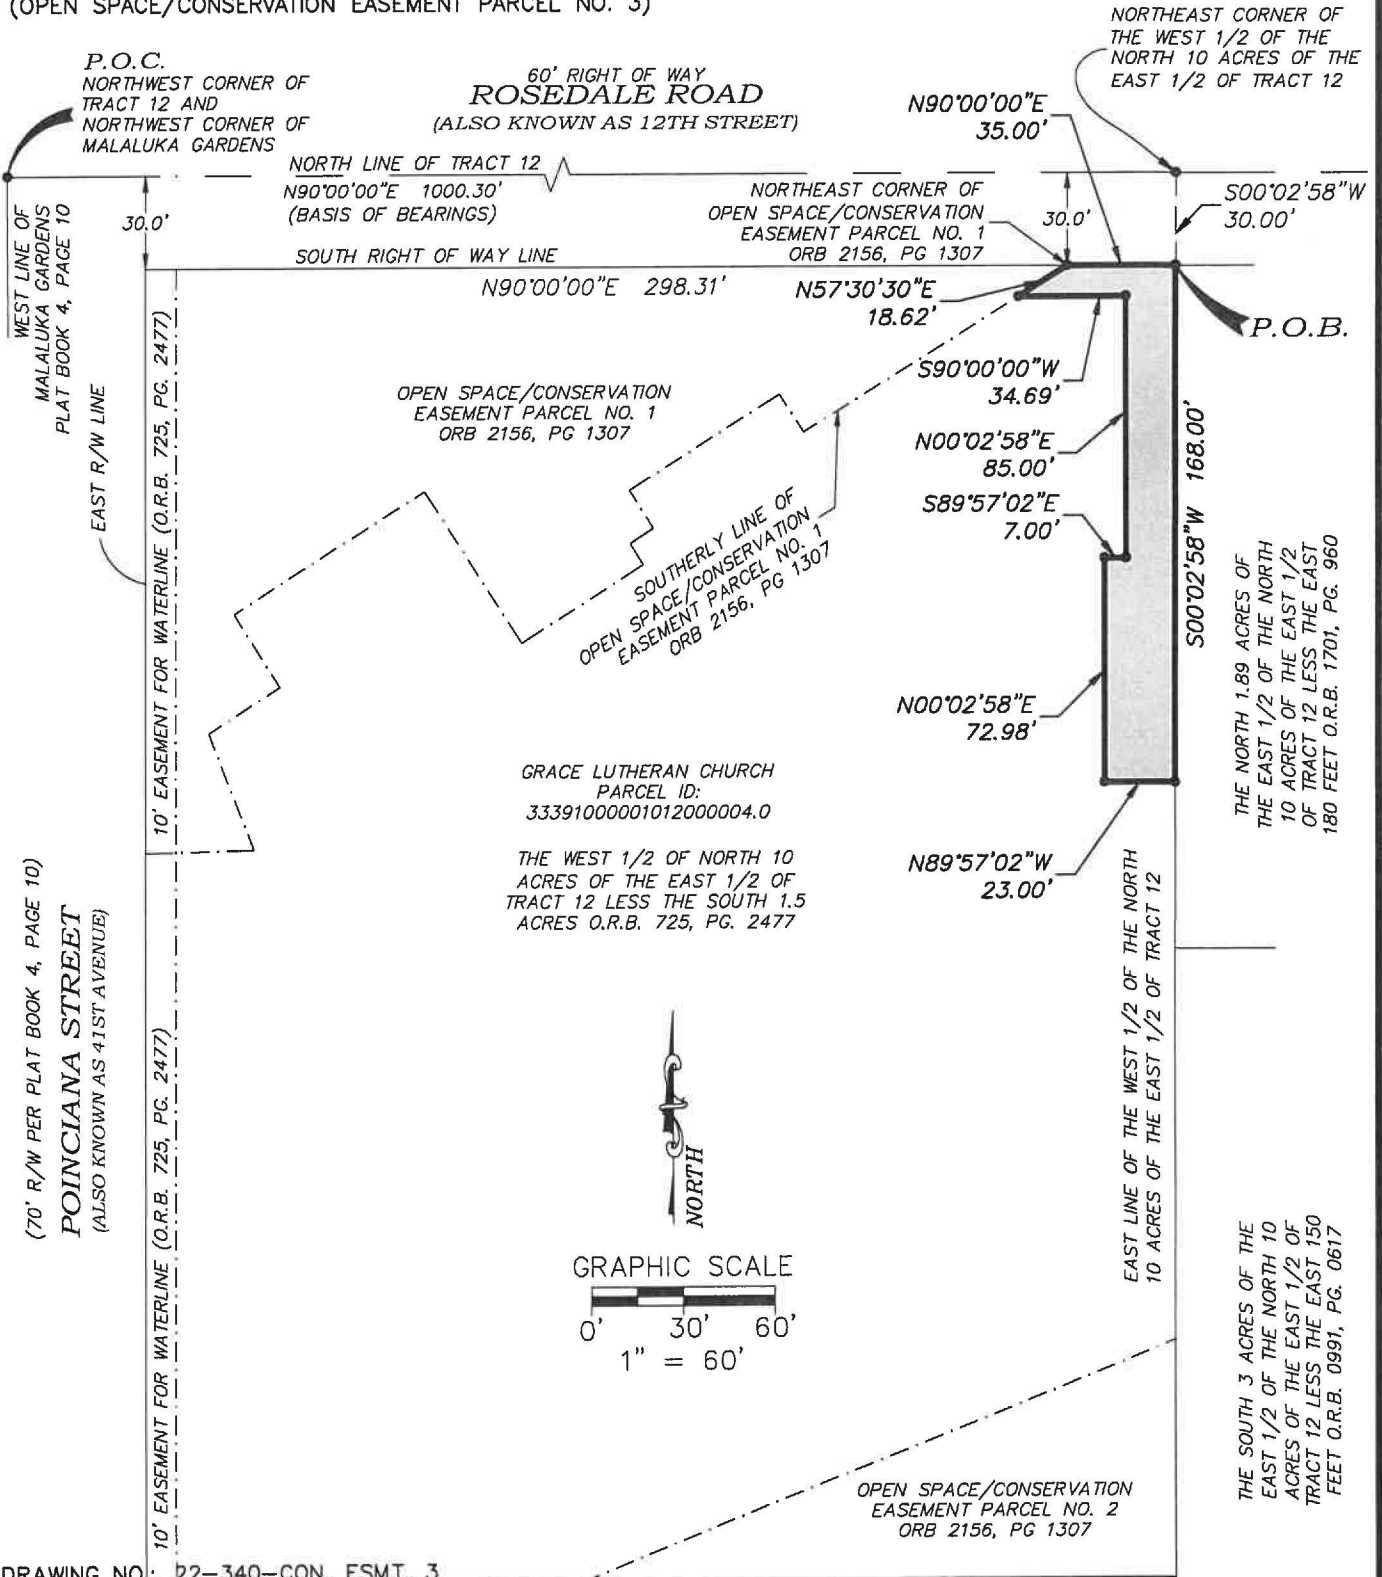 (OPEN SPACE/CONSERVATION EASEMENT PARCEL NO. 3)
P.O.C.
NORTHWEST CORNER OF
TRACT 12 AND
NORTHWEST CORNER OF
MALALUKA GARDENS
60' RIGHT OF WAY
ROSEDALE ROAD
(ALSO KNOWN AS 12TH STREET)
NORTHEAST CORNER OF
THE WEST 1/2 OF THE
NORTH 10 ACRES OF THE
EAST 1/2 OF TRACT 12
N90°00'00"E
35.00'
NORTH LINE OF TRACT 12
N90°00'00"E 1000.30'
(BASIS OF BEARINGS)
30.0'
NORTHEAST CORNER OF
OPEN SPACE/CONSERVATION
EASEMENT PARCEL NO. 1
ORB 2156, PG 1307
30.0'
S00°02'58"W
30.00'
SOUTH RIGHT OF WAY LINE
N90°00'00"E 298.31'
N57°30'30"E
18.62'
P.O.B.
WEST LINE OF
MALALUKA GARDENS
PLAT BOOK 4, PAGE 10
EAST R/W LINE
10' EASEMENT FOR WATERLINE (O.R.B. 725, PG. 2477)
OPEN SPACE/CONSERVATION
EASEMENT PARCEL NO. 1
ORB 2156, PG 1307
S90°00'00"W
34.69'
N00°02'58"E
85.00'
S89°57'02"E
7.00'
S00°02'58"W 168.00'
SOUTHERLY LINE OF
OPEN SPACE/CONSERVATION
EASEMENT PARCEL NO. 1
ORB 2156, PG 1307
THE NORTH 1.89 ACRES OF
THE EAST 1/2 OF THE NORTH
10 ACRES OF THE EAST 1/2
OF TRACT 12 LESS THE EAST
180 FEET O.R.B. 1701, PG. 960
N00°02'58"E
72.98'
GRACE LUTHERAN CHURCH
PARCEL ID:
33391000001012000004.0
THE WEST 1/2 OF NORTH 10
ACRES OF THE EAST 1/2 OF
TRACT 12 LESS THE SOUTH 1.5
ACRES O.R.B. 725, PG. 2477
N89°57'02"W
23.00'
(70' R/W PER PLAT BOOK 4, PAGE 10)
POINCIANA STREET
(ALSO KNOWN AS 41ST AVENUE)
10' EASEMENT FOR WATERLINE (O.R.B. 725, PG. 2477)
EAST LINE OF THE WEST 1/2 OF THE NORTH
10 ACRES OF THE EAST 1/2 OF TRACT 12
NORTH
GRAPHIC SCALE
0' 30' 60'
1" = 60'
THE SOUTH 3 ACRES OF THE
EAST 1/2 OF THE NORTH 10
ACRES OF THE EAST 1/2 OF
TRACT 12 LESS THE EAST 150
FEET O.R.B. 0991, PG. 0617
OPEN SPACE/CONSERVATION
EASEMENT PARCEL NO. 2
ORB 2156, PG 1307
DRAWING NO.: 22-340-CON. ESMT. 3